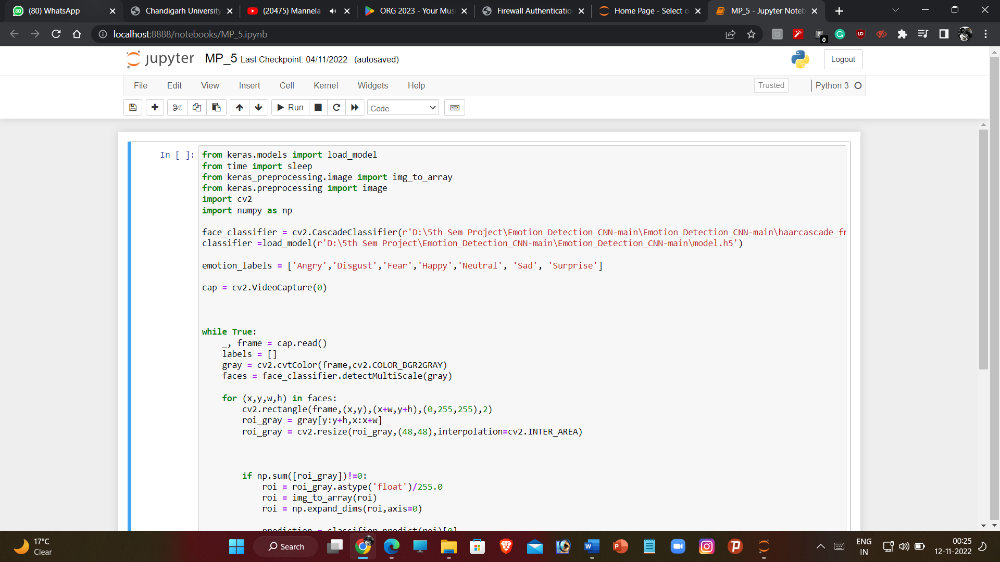 (80) WhatsApp
Chandigarh University
(20475) Mannela
ORG 2023 - Your Mus
Firewall Authenticatio
Home Page - Select o
MP_5 - Jupyter Noteb
localhost:8888/notebooks/MP_5.ipynb
0
jupyter MP_5 Last Checkpoint: 04/11/2022 (autosaved)
Logout
File Edit View Insert Cell Kernel Widgets Help
Trusted
Python 3
Run
Code
In [ ]:
from keras.models import load_model
from time import sleep
from keras_preprocessing.image import img_to_array
from keras.preprocessing import image
import cv2
import numpy as np
face_classifier = cv2.CascadeClassifier(r'D:\5th Sem Project\Emotion_Detection_CNN-main\Emotion_Detection_CNN-main\haarcascade_fr
classifier =load_model(r'D:\5th Sem Project\Emotion_Detection_CNN-main\Emotion_Detection_CNN-main\model.h5')
emotion_labels = ['Angry','Disgust','Fear','Happy','Neutral', 'Sad', 'Surprise']
cap = cv2.VideoCapture(0)
while True:
    _, frame = cap.read()
    labels = []
    gray = cv2.cvtColor(frame,cv2.COLOR_BGR2GRAY)
    faces = face_classifier.detectMultiScale(gray)
    for (x,y,w,h) in faces:
        cv2.rectangle(frame,(x,y),(x+w,y+h),(0,255,255),2)
        roi_gray = gray[y:y+h,x:x+w]
        roi_gray = cv2.resize(roi_gray,(48,48),interpolation=cv2.INTER_AREA)
        if np.sum([roi_gray])!=0:
            roi = roi_gray.astype('float')/255.0
            roi = img_to_array(roi)
            roi = np.expand_dims(roi,axis=0)
            prediction = classifier.predict(roi)[0]
17°C
Clear
Search
ENG
IN
00:25
12-11-2022